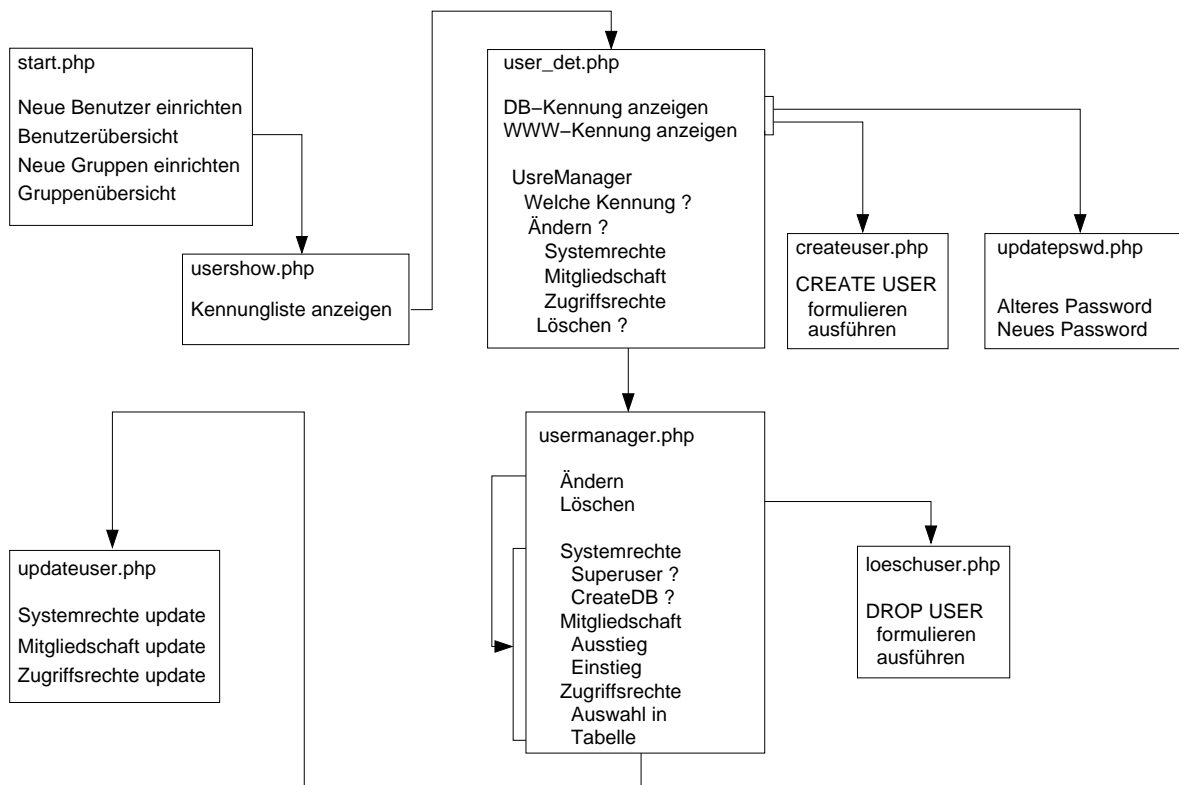 start.php
Neue Benutzer einrichten
Benutzerübersicht
Neue Gruppen einrichten
Gruppenübersicht
usershow.php
Kennungliste anzeigen
user_det.php
DB−Kennung anzeigen
WWW−Kennung anzeigen
UsreManager
Welche Kennung ?
Ändern ?
Systemrechte
Mitgliedschaft
Zugriffsrechte
Löschen ?
createuser.php
CREATE USER
formulieren
ausführen
updatepswd.php
Alteres Password
Neues Password
usermanager.php
Ändern
Löschen
Systemrechte
Superuser ?
CreateDB ?
Mitgliedschaft
Ausstieg
Einstieg
Zugriffsrechte
Auswahl in
Tabelle
updateuser.php
Systemrechte update
Mitgliedschaft update
Zugriffsrechte update
loeschuser.php
DROP USER
formulieren
ausführen